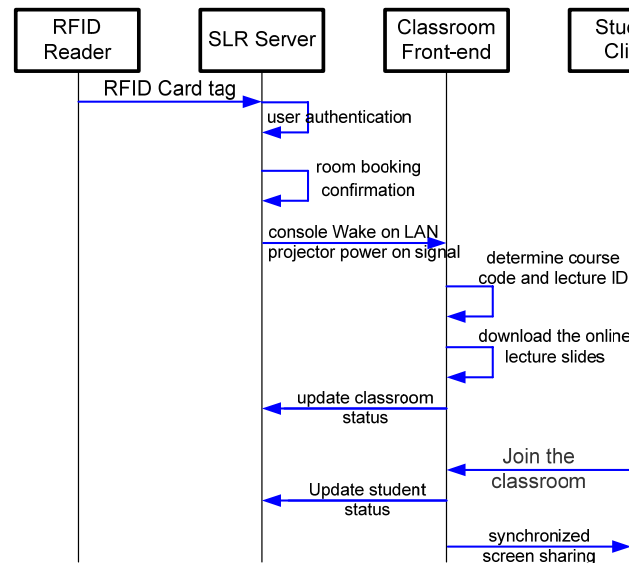 RFID
Reader
SLR Server
Classroom
Front-end
RFID Card tag
user authentication
room booking
confirmation
console Wake on LAN
projector power on signal
determine course
code and lecture ID
download the online
lecture slides
update classroom
status
Join the
classroom
Update student
status
synchronized
screen sharing